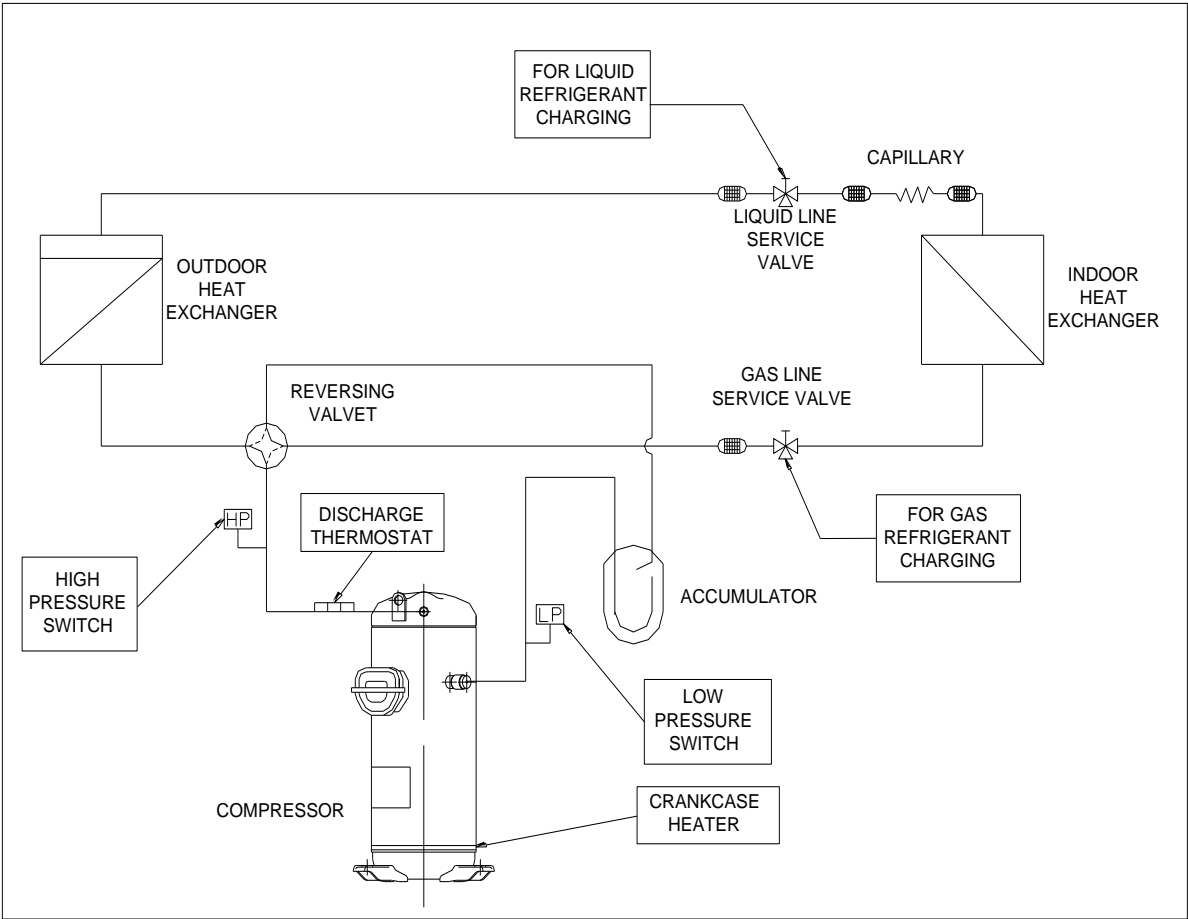 FOR LIQUID
REFRIGERANT
CHARGING
CAPILLARY
LIQUID LINE
SERVICE
VALVE
OUTDOOR
HEAT
EXCHANGER
INDOOR
HEAT
EXCHANGER
REVERSING
VALVET
GAS LINE
SERVICE VALVE
HP
DISCHARGE
THERMOSTAT
FOR GAS
REFRIGERANT
CHARGING
HIGH
PRESSURE
SWITCH
ACCUMULATOR
LP
LOW
PRESSURE
SWITCH
COMPRESSOR
CRANKCASE
HEATER